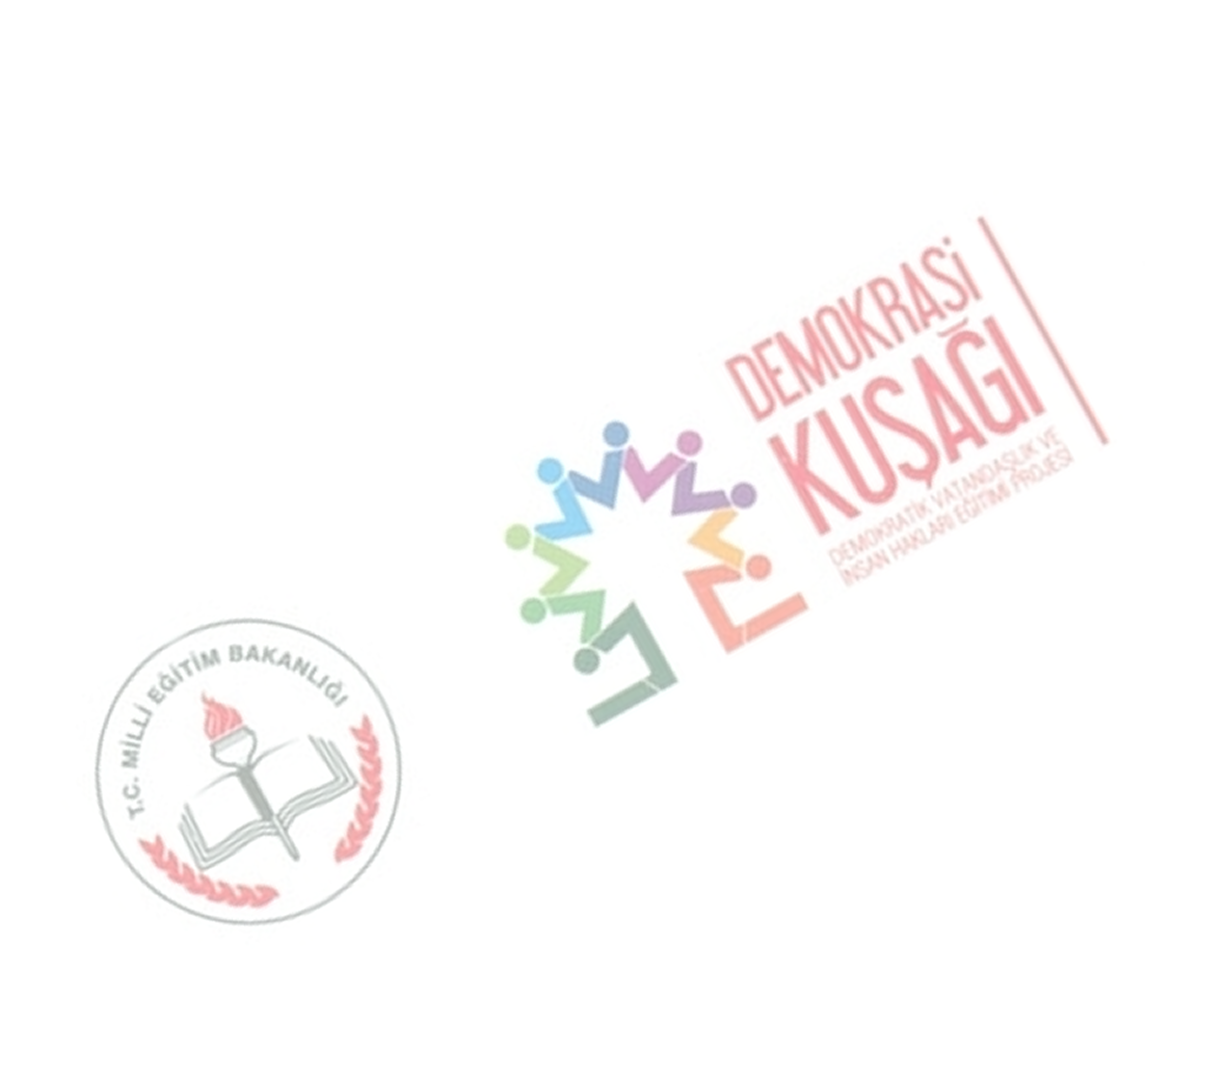 DEMOKRASİ
KUŞAĞI
DEMOKRATİK VATANDAŞLIK VE
İNSAN HAKLARI EĞİTİMİ PROJESİ
T.C. MİLLİ EĞİTİM BAKANLIĞI